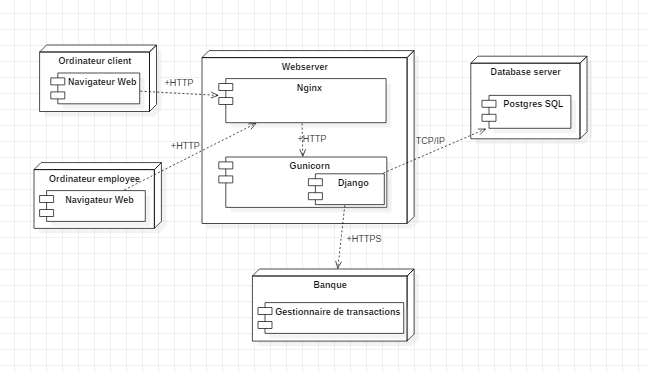 Ordinateur client
Navigateur Web
+HTTP
Webserver
Nginx
Database server
Postgres SQL
+HTTP
+HTTP
TCP/IP
Ordinateur employee
Navigateur Web
Gunicorn
Django
+HTTPS
Banque
Gestionnaire de transactions